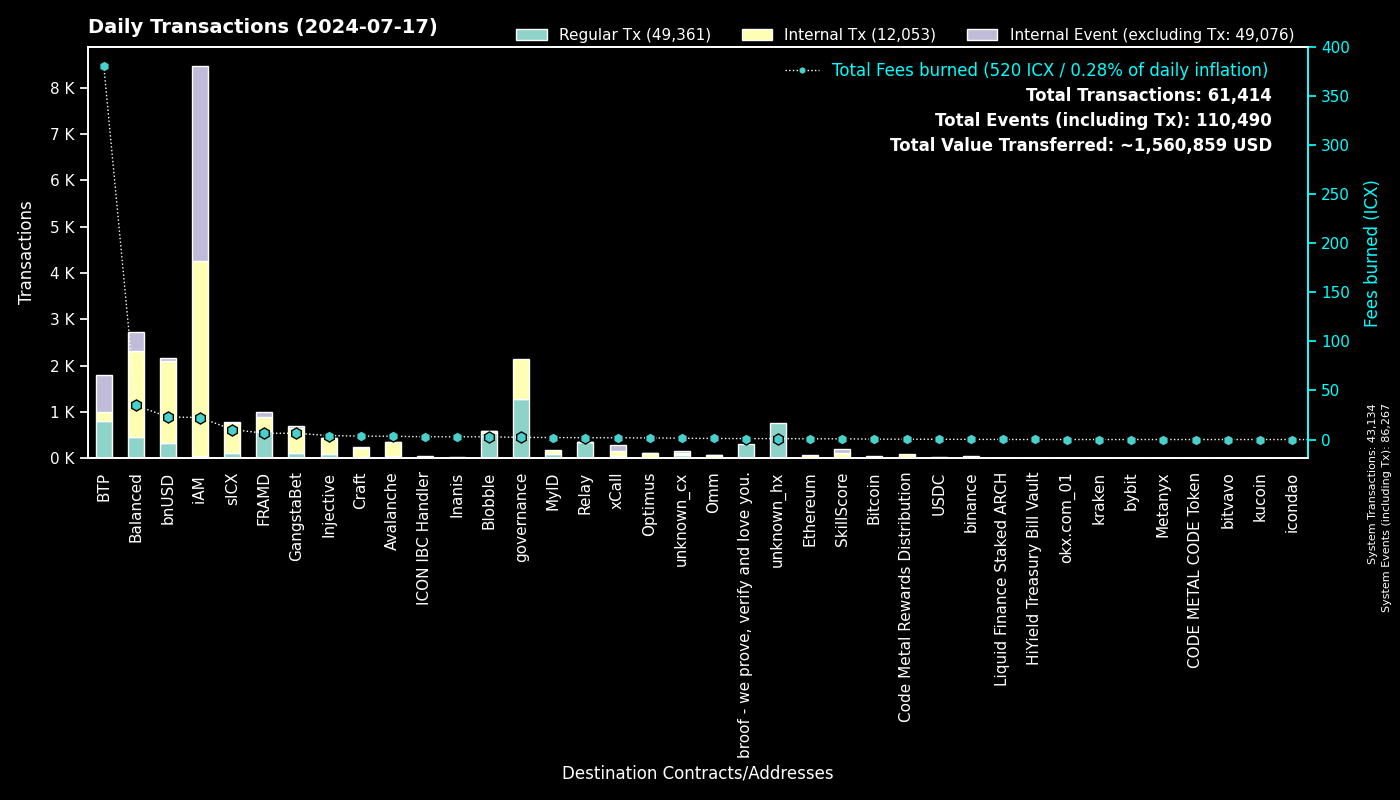 Daily Transactions (2024-07-17)
Regular Tx (49,361)
Internal Tx (12,053)
Internal Event (excluding Tx: 49,076)
Total Fees burned (520 ICX / 0.28% of daily inflation)
Total Transactions: 61,414
Total Events (including Tx): 110,490
Total Value Transferred: ~1,560,859 USD
Transactions
8 K
7 K
6 K
5 K
4 K
3 K
2 K
1 K
0 K
400
350
300
250
200
150
100
50
0
Fees burned (ICX)
System Transactions: 43,134
System Events (including Tx): 86,267
BTP
Balanced
bnUSD
iAM
sICX
FRAMD
GangstaBet
Injective
Craft
Avalanche
ICON IBC Handler
Inanis
Blobble
governance
MyID
Relay
xCall
Optimus
unknown_cx
Omm
broof - we prove, verify and love you.
unknown_hx
Ethereum
SkillScore
Bitcoin
Code Metal Rewards Distribution
USDC
binance
Liquid Finance Staked ARCH
HiYield Treasury Bill Vault
okx.com_01
kraken
bybit
Metanyx
CODE METAL CODE Token
bitvavo
kucoin
icondao
Destination Contracts/Addresses